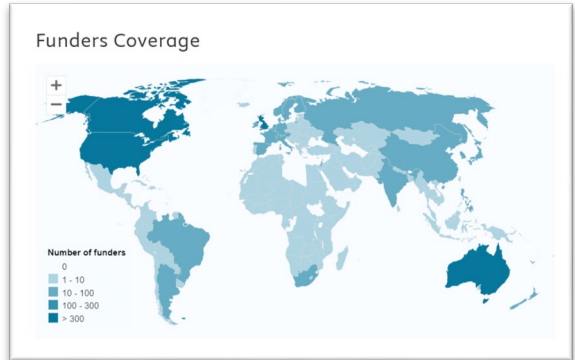 Funders Coverage
+
−
Number of funders
0
1 - 10
10 - 100
100 - 300
> 300